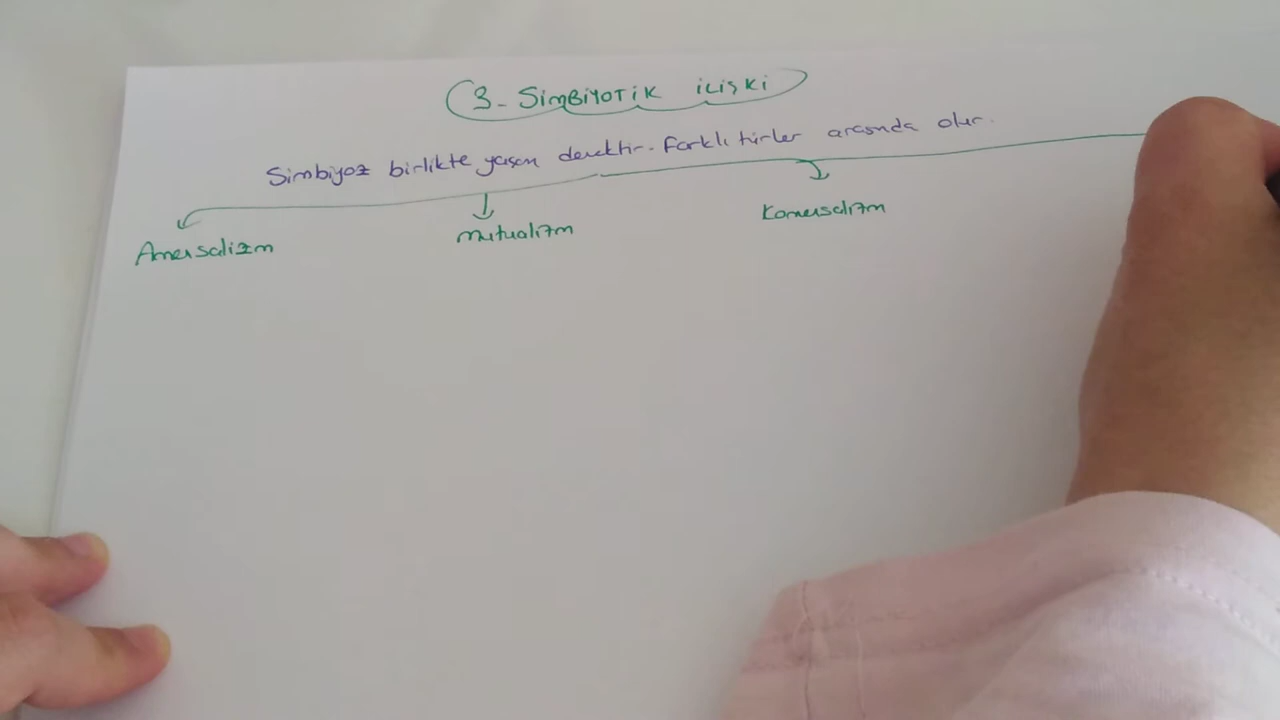 3- SiMBiYOTiK iLişKi
Simbiyoz birlikte yaşam demektir. Farklı türler arasında olur.
Amensalizm
mutualizm
Komensalizm